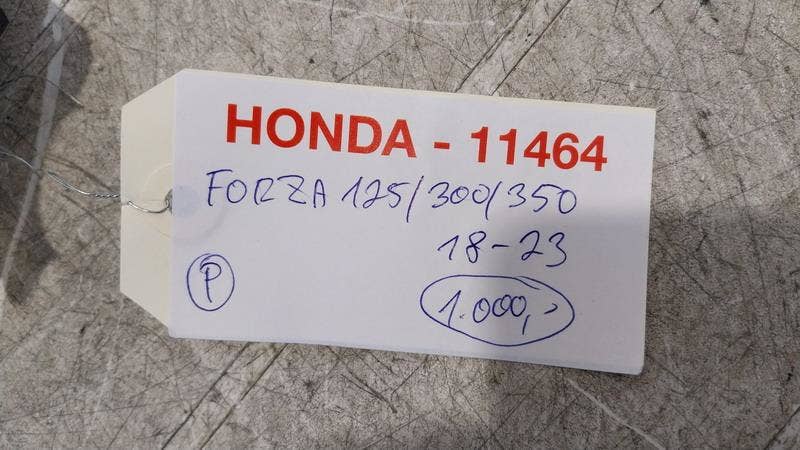 HONDA - 11464
FORZA 125/300/350
18-23
P
1.000,-